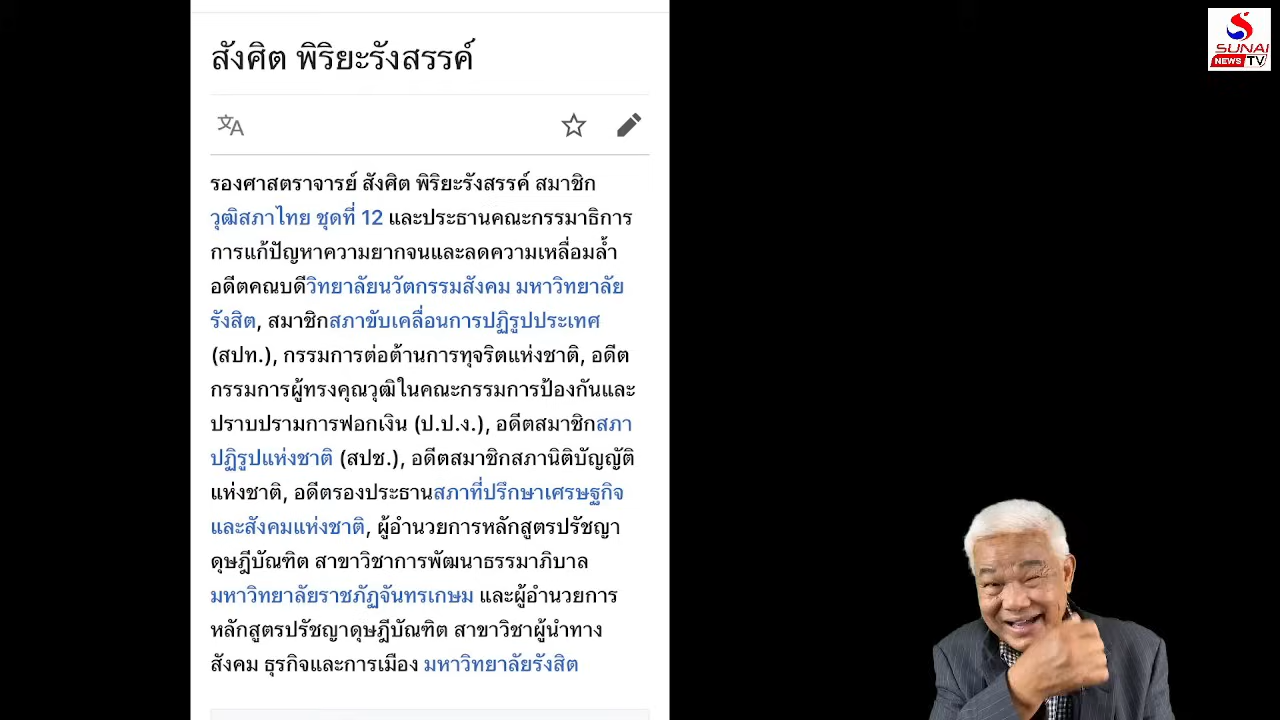 สังศิต พิริยะรังสรรค์
รองศาสตราจารย์ สังศิต พิริยะรังสรรค์ สมาชิก
วุฒิสภาไทย ชุดที่ 12 และประธานคณะกรรมาธิการ
การแก้ปัญหาความยากจนและลดความเหลื่อมล้ำ
อดีตคณบดีวิทยาลัยนวัตกรรมสังคม มหาวิทยาลัย
รังสิต, สมาชิกสภาขับเคลื่อนการปฏิรูปประเทศ
(สปท.), กรรมการต่อต้านการทุจริตแห่งชาติ, อดีต
กรรมการผู้ทรงคุณวุฒิในคณะกรรมการป้องกันและ
ปราบปรามการฟอกเงิน (ป.ป.ง.), อดีตสมาชิกสภา
ปฏิรูปแห่งชาติ (สปช.), อดีตสมาชิกสภานิติบัญญัติ
แห่งชาติ, อดีตรองประธานสภาที่ปรึกษาเศรษฐกิจ
และสังคมแห่งชาติ, ผู้อำนวยการหลักสูตรปรัชญา
ดุษฎีบัณฑิต สาขาวิชาการพัฒนาธรรมาภิบาล
มหาวิทยาลัยราชภัฏจันทรเกษม และผู้อำนวยการ
หลักสูตรปรัชญาดุษฎีบัณฑิต สาขาวิชาผู้นำทาง
สังคม ธุรกิจและการเมือง มหาวิทยาลัยรังสิต
SUNAI
NEWS TV